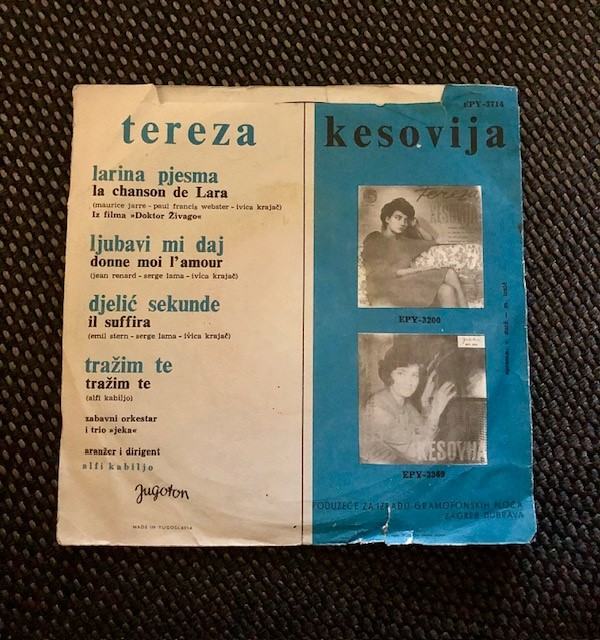 EPY-3714
tereza kesovija
larina pjesma
la chanson de Lara
(maurice jarre - paul francis webster - ivica krajač)
Iz filma »Doktor Živago«
ljubavi mi daj
donne moi l'amour
(jean renard - serge lama - ivica krajač)
djelić sekunde
il suffira
(emil stern - serge lama - ivica krajač)
tražim te
tražim te
(alfi kabiljo)
zabavni orkestar
i trio »jeka«
aranžer i dirigent
alfi kabiljo
Jugoton
MADE IN YUGOSLAVIA
Tereza
KESOVIJA
EPY-3200
KESOVIJA
EPY-3369
PODUZEĆE ZA IZRADU GRAMOFONSKIH PLOČA
ZAGREB DUBRAVA